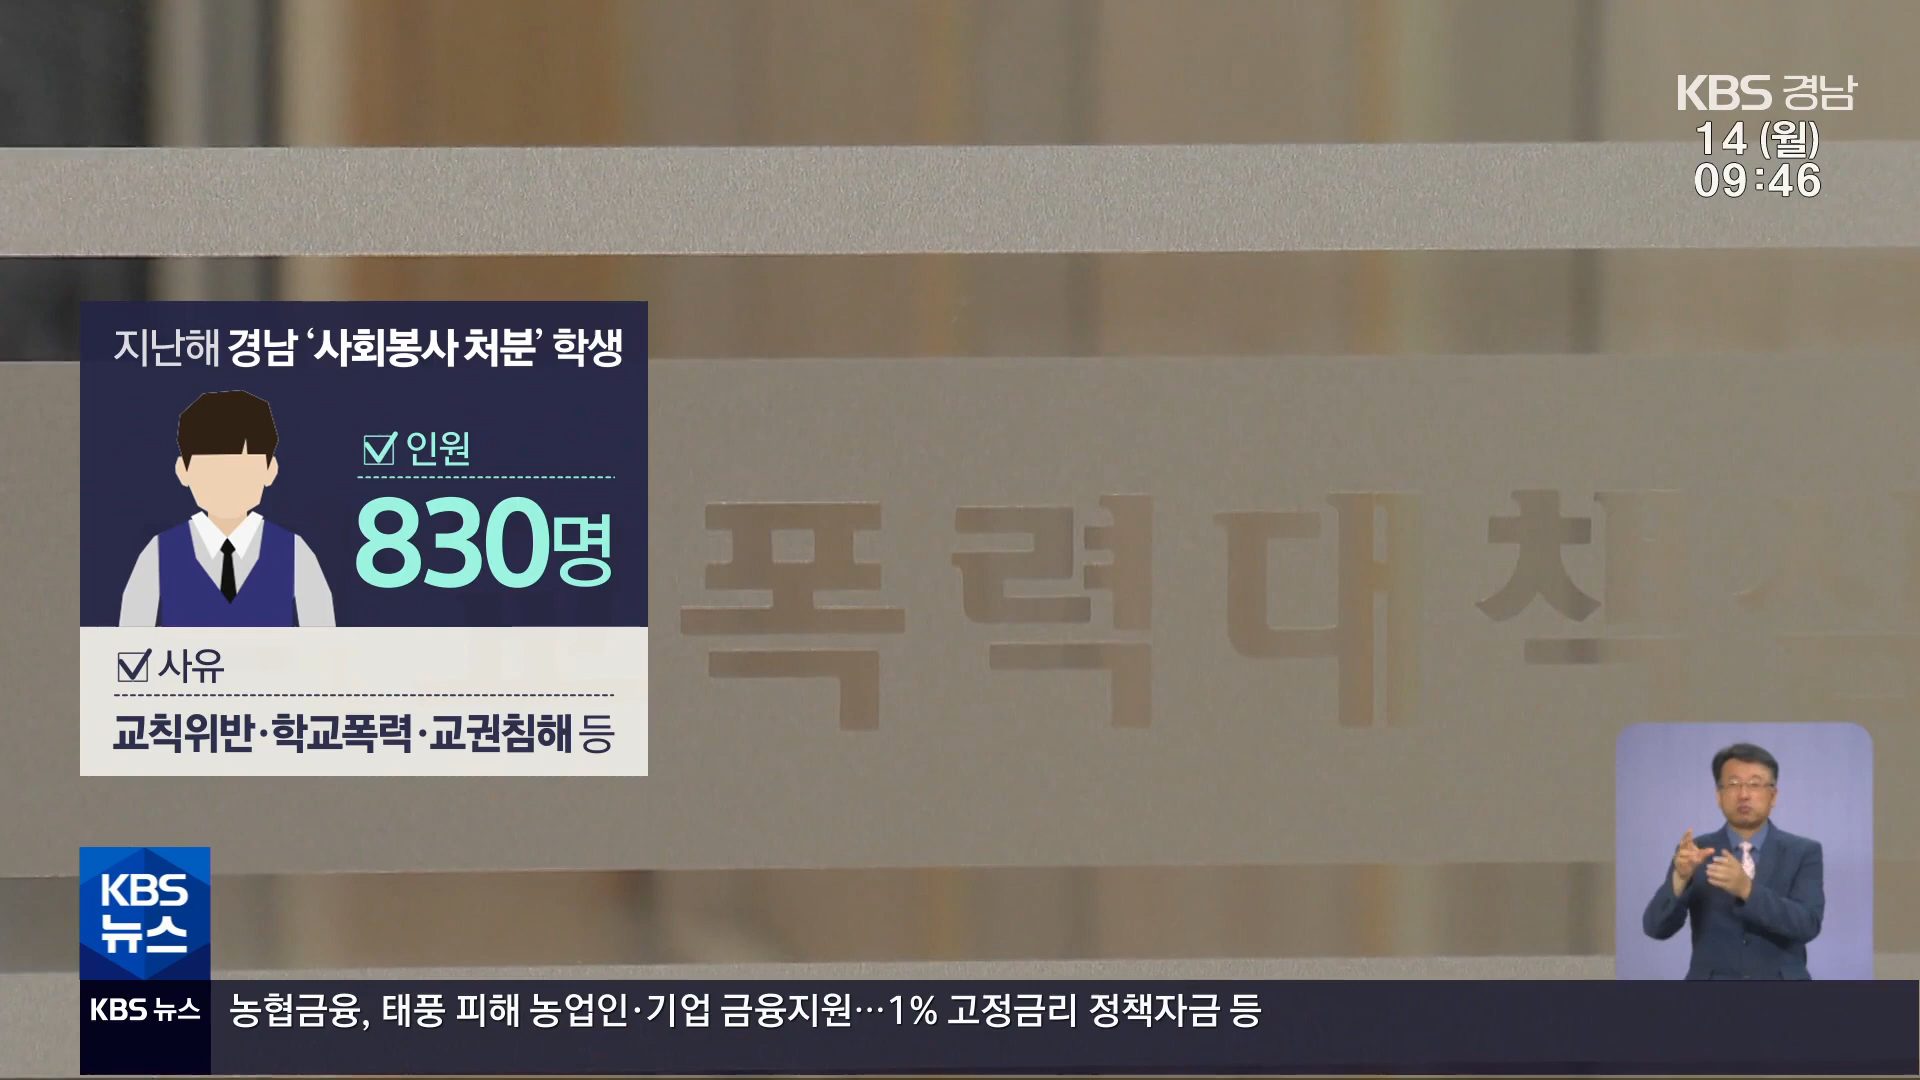 KBS 경남
14 (월)
09:46
지난해 경남 ‘사회봉사 처분’ 학생
인원
830명
사유
교칙위반·학교폭력·교권침해 등
폭력대책
KBS
뉴스
KBS 뉴스
농협금융, 태풍 피해 농업인·기업 금융지원…1% 고정금리 정책자금 등